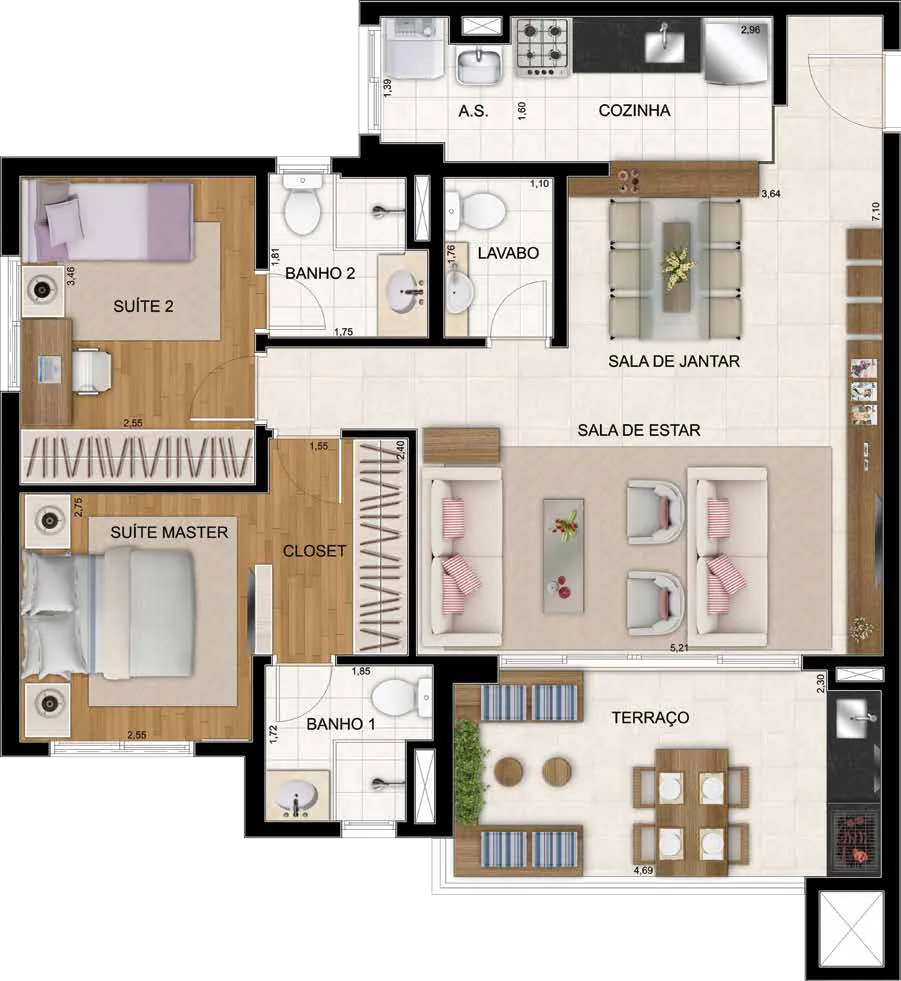 2,96
1,39
A.S.
1,60
COZINHA
1,10
3,64
7,10
1,81
BANHO 2
1,76
LAVABO
3,46
SUÍTE 2
1,75
SALA DE JANTAR
2,55
SALA DE ESTAR
1,55
2,40
2,75
SUÍTE MASTER
CLOSET
5,21
1,85
2,30
1,72
BANHO 1
TERRAÇO
2,55
4,69